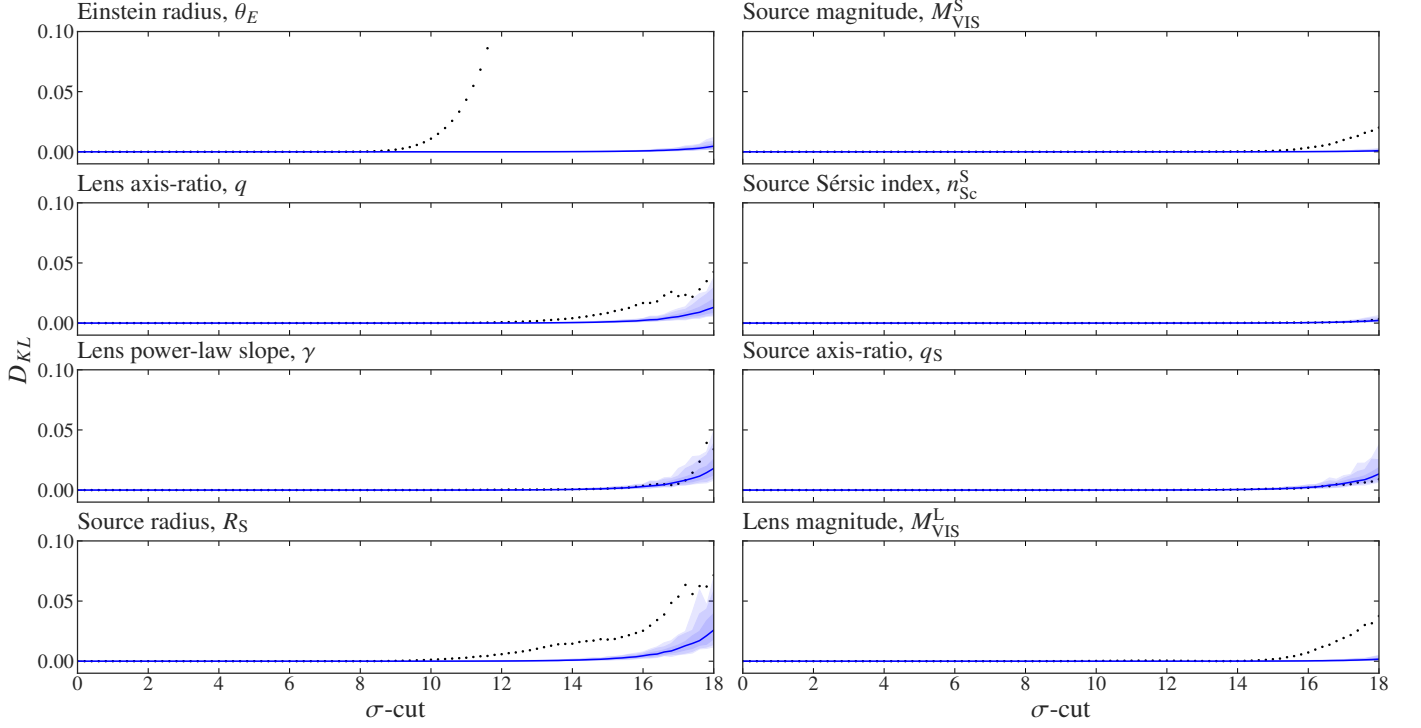 Einstein radius, θ_E
Source magnitude, M^S_VIS
0.10
0.05
0.00
Lens axis-ratio, q
Source Sérsic index, n^S_Sc
0.10
0.05
0.00
Lens power-law slope, γ
Source axis-ratio, q_S
0.10
0.05
0.00
D_KL
Source radius, R_S
Lens magnitude, M^L_VIS
0.10
0.05
0.00
0 2 4 6 8 10 12 14 16 18
0 2 4 6 8 10 12 14 16 18
σ-cut
σ-cut